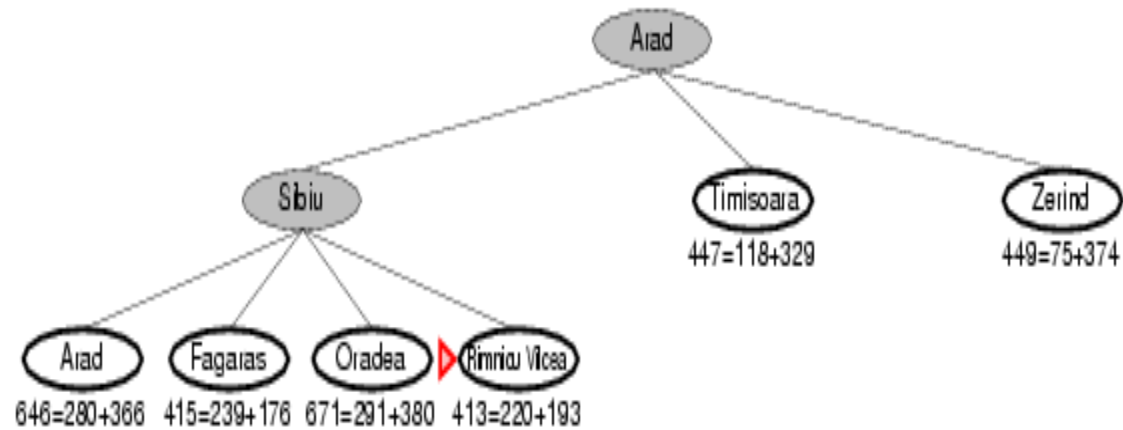 Arad
Sibiu
Timisoara
Zerind
447=118+329
449=75+374
Arad
Fagaras
Oradea
Rimnicu Vilcea
646=280+366
415=239+176
671=291+380
413=220+193